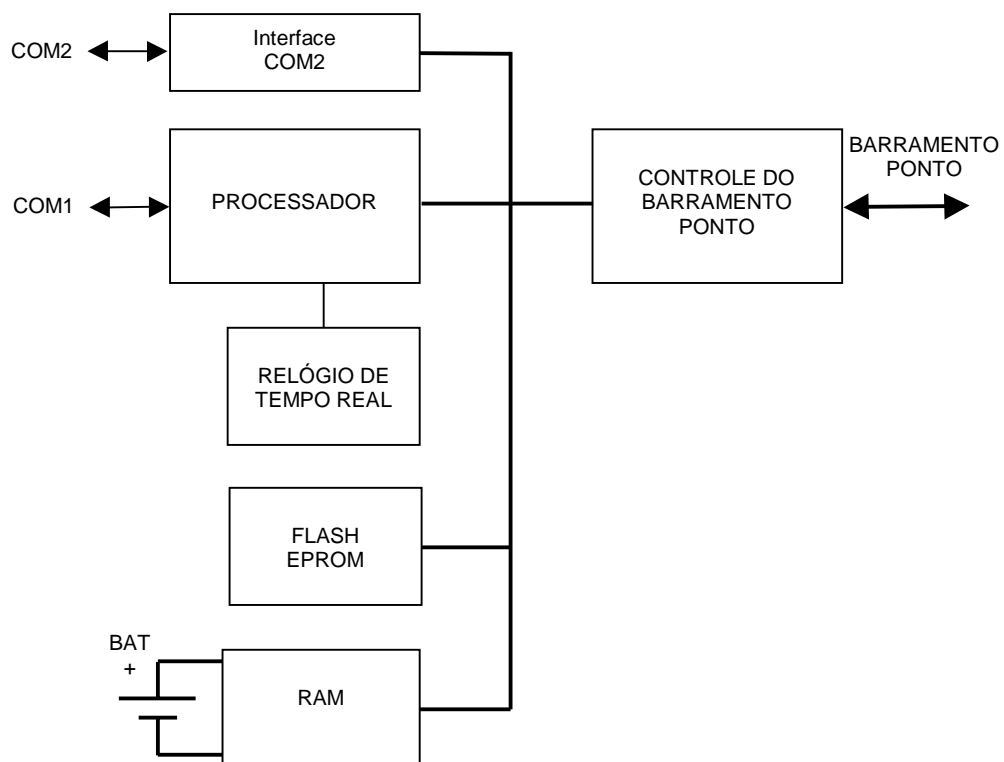 COM2
Interface
COM2
COM1
PROCESSADOR
CONTROLE DO
BARRAMENTO
PONTO
BARRAMENTO
PONTO
RELÓGIO DE
TEMPO REAL
FLASH
EPROM
BAT
+
RAM